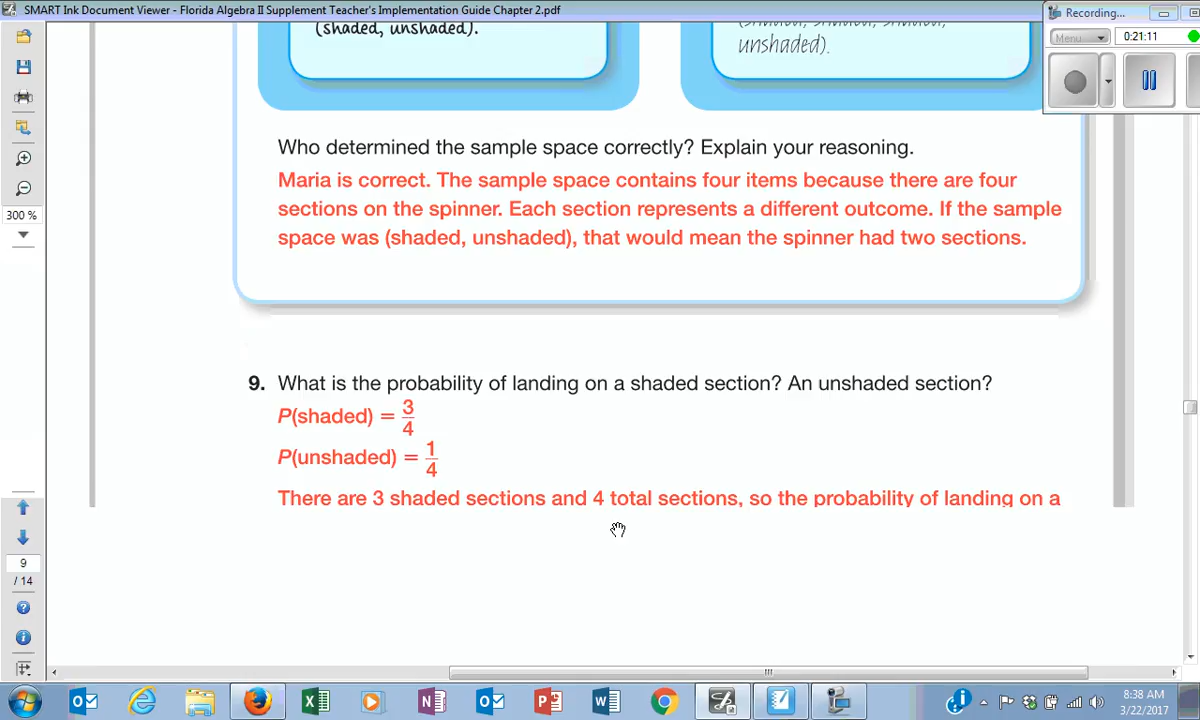 SMART Ink Document Viewer - Florida Algebra II Supplement Teacher's Implementation Guide Chapter 2.pdf
Recording...
Menu
0:21:11
(shaded, unshaded).
(shaded, shaded, shaded,
unshaded).
Who determined the sample space correctly? Explain your reasoning.
Maria is correct. The sample space contains four items because there are four
sections on the spinner. Each section represents a different outcome. If the sample
space was (shaded, unshaded), that would mean the spinner had two sections.
300 %
9. What is the probability of landing on a shaded section? An unshaded section?
P(shaded) = 3/4
P(unshaded) = 1/4
There are 3 shaded sections and 4 total sections, so the probability of landing on a
9
/ 14
8:38 AM
3/22/2017